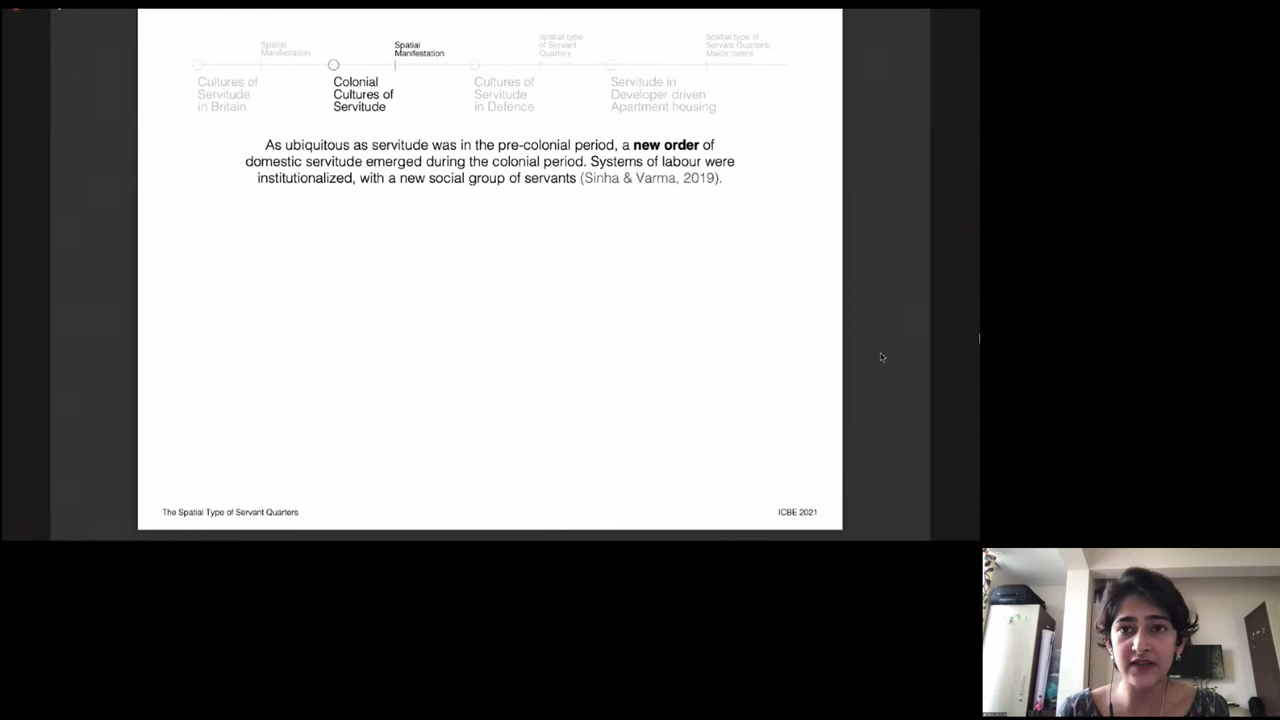 Spatial
Manifestation
Spatial
Manifestation
Spatial type
of Servant
Quarters
Spatial type of
Servant Quarters/
Maids rooms
Cultures of
Servitude
in Britain
Colonial
Cultures of
Servitude
Cultures of
Servitude
in Defence
Servitude in
Developer driven
Apartment housing
As ubiquitous as servitude was in the pre-colonial period, a new order of
domestic servitude emerged during the colonial period. Systems of labour were
institutionalized, with a new social group of servants (Sinha & Varma, 2019).
The Spatial Type of Servant Quarters
ICBE 2021